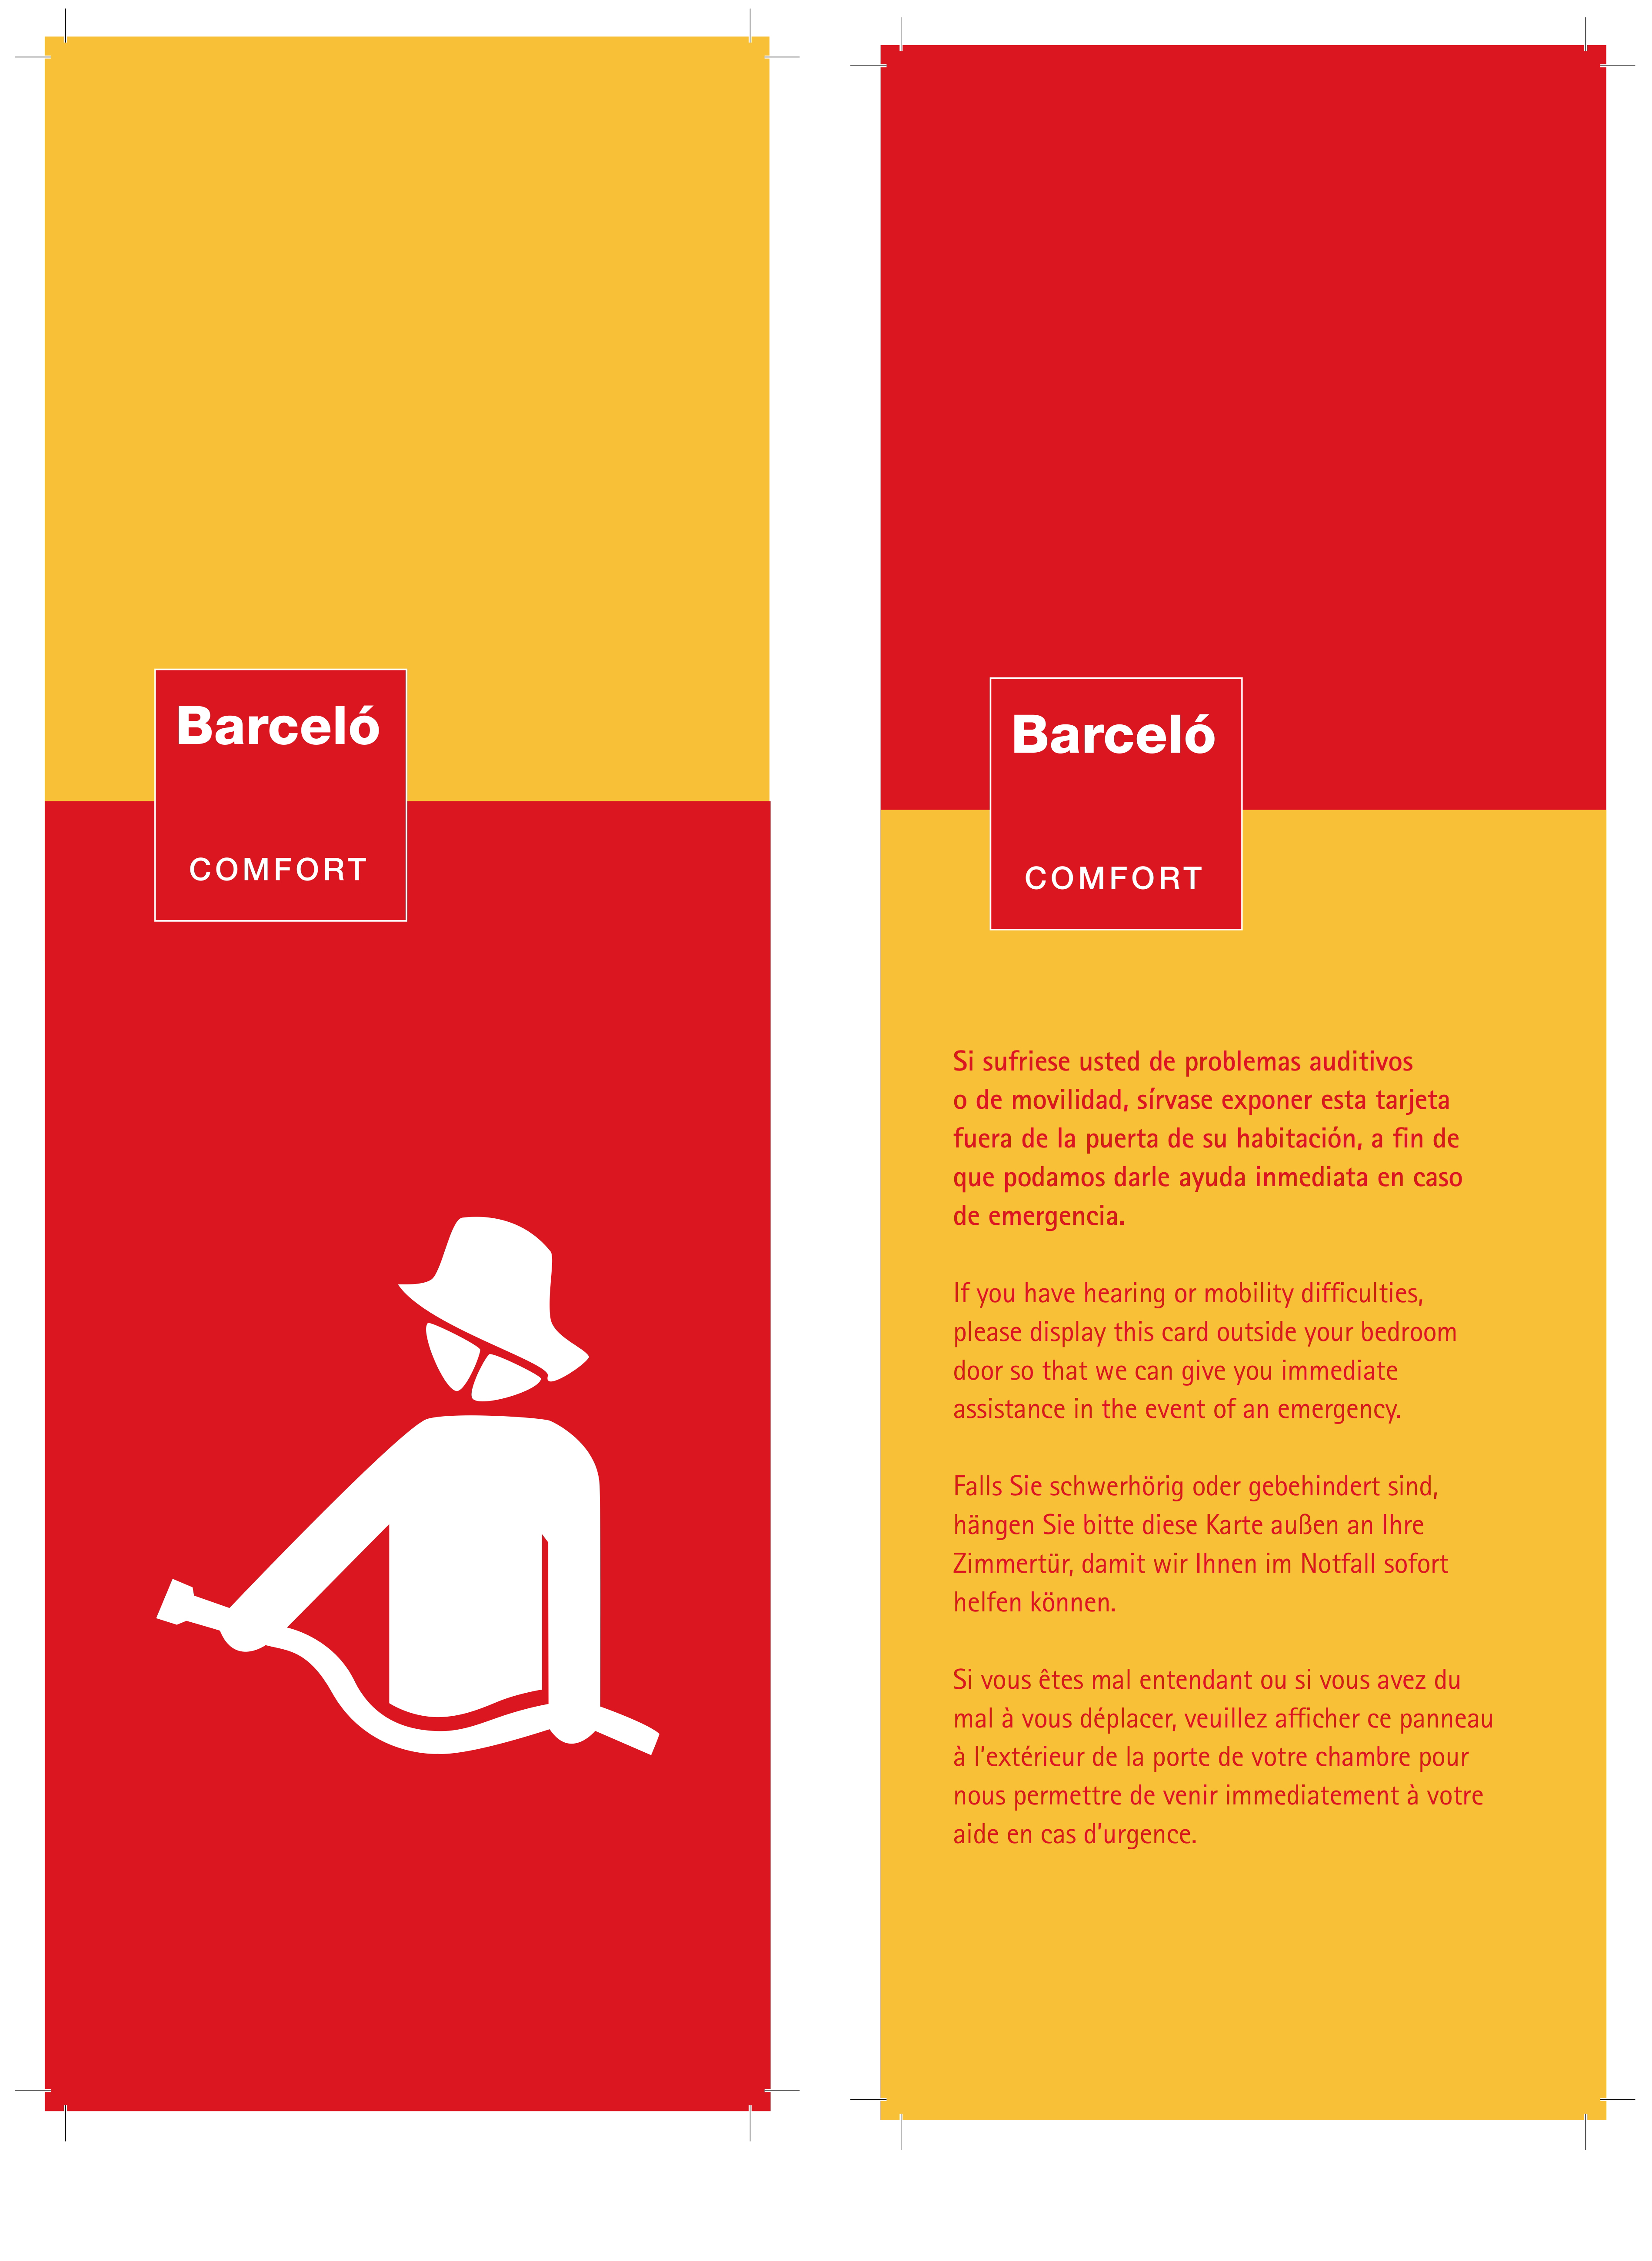 Barceló
COMFORT
Barceló
COMFORT
Si sufriese usted de problemas auditivos
o de movilidad, sírvase exponer esta tarjeta
fuera de la puerta de su habitación, a fin de
que podamos darle ayuda inmediata en caso
de emergencia.
If you have hearing or mobility difficulties,
please display this card outside your bedroom
door so that we can give you immediate
assistance in the event of an emergency.
Falls Sie schwerhörig oder gebehindert sind,
hängen Sie bitte diese Karte außen an Ihre
Zimmertür, damit wir Ihnen im Notfall sofort
helfen können.
Si vous êtes mal entendant ou si vous avez du
mal à vous déplacer, veuillez afficher ce panneau
à l’extérieur de la porte de votre chambre pour
nous permettre de venir immediatement à votre
aide en cas d’urgence.